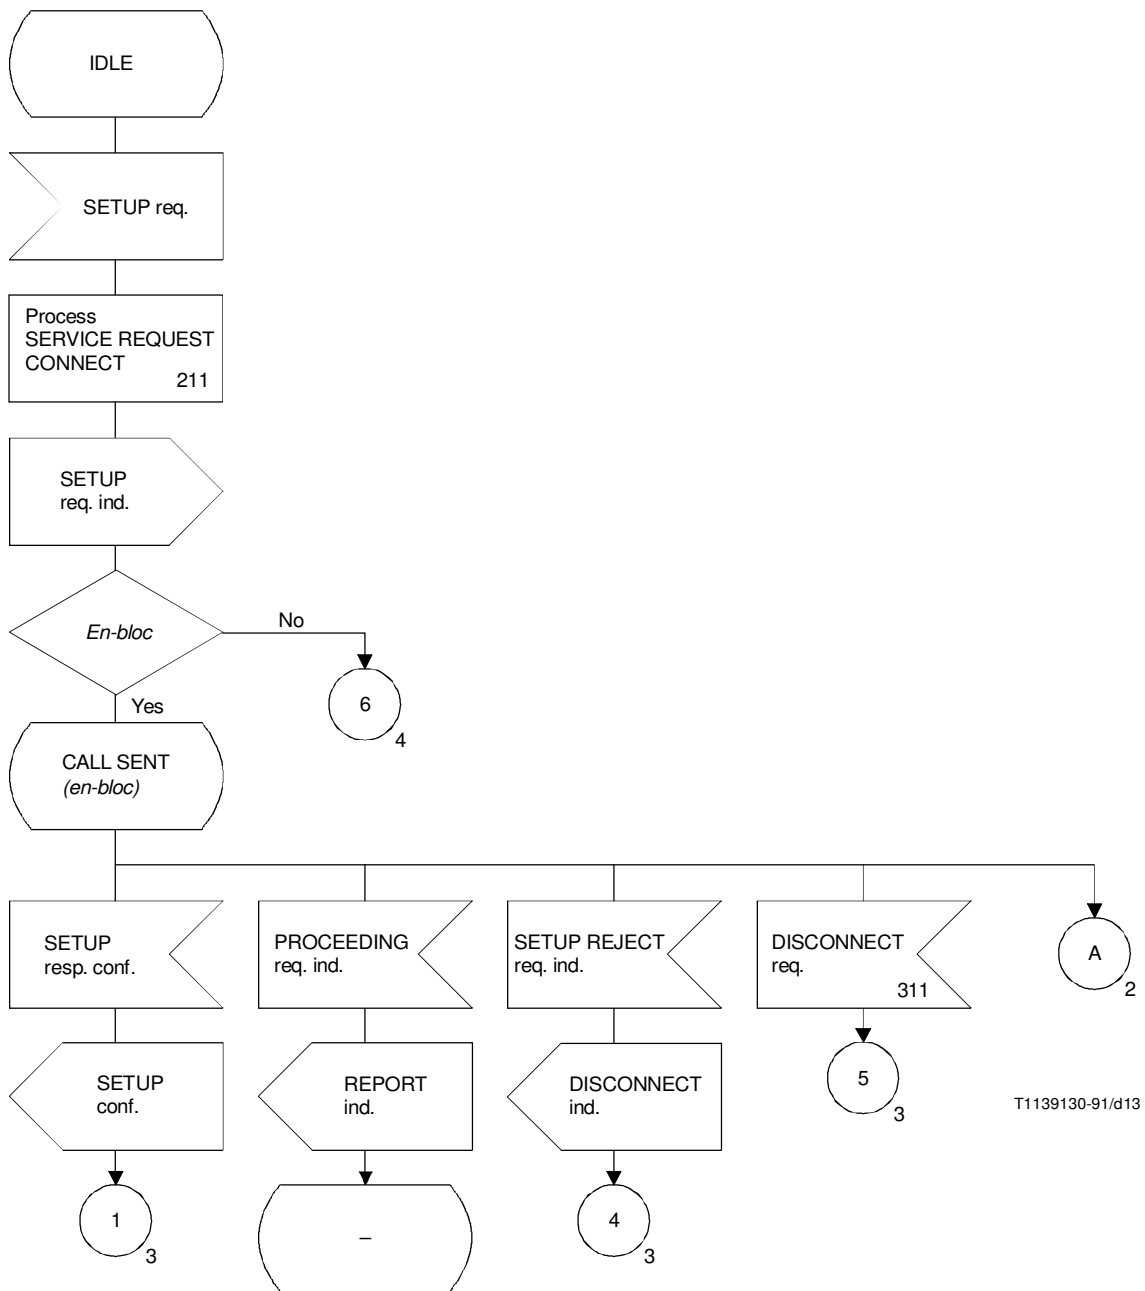 IDLE
SETUP req.
Process
SERVICE REQUEST
CONNECT
211
SETUP
req. ind.
En-bloc
No
6
4
Yes
CALL SENT
(en-bloc)
SETUP
resp. conf.
PROCEEDING
req. ind.
SETUP REJECT
req. ind.
DISCONNECT
req.
311
A
2
SETUP
conf.
REPORT
ind.
DISCONNECT
ind.
5
3
T1139130-91/d13
1
3
–
4
3